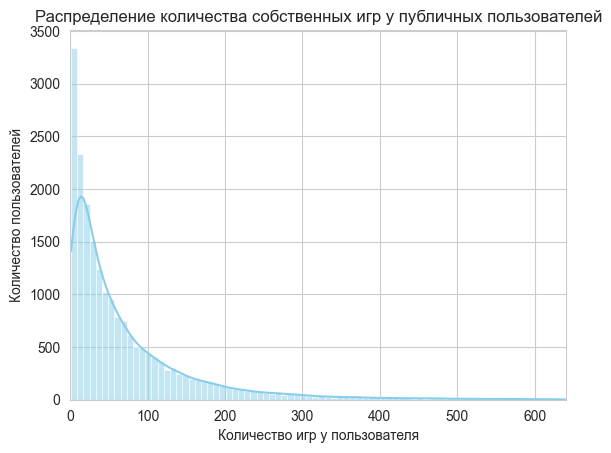 Распределение количества собственных игр у публичных пользователей
3500
3000
2500
2000
1500
1000
500
0
Количество пользователей
0 100 200 300 400 500 600
Количество игр у пользователя